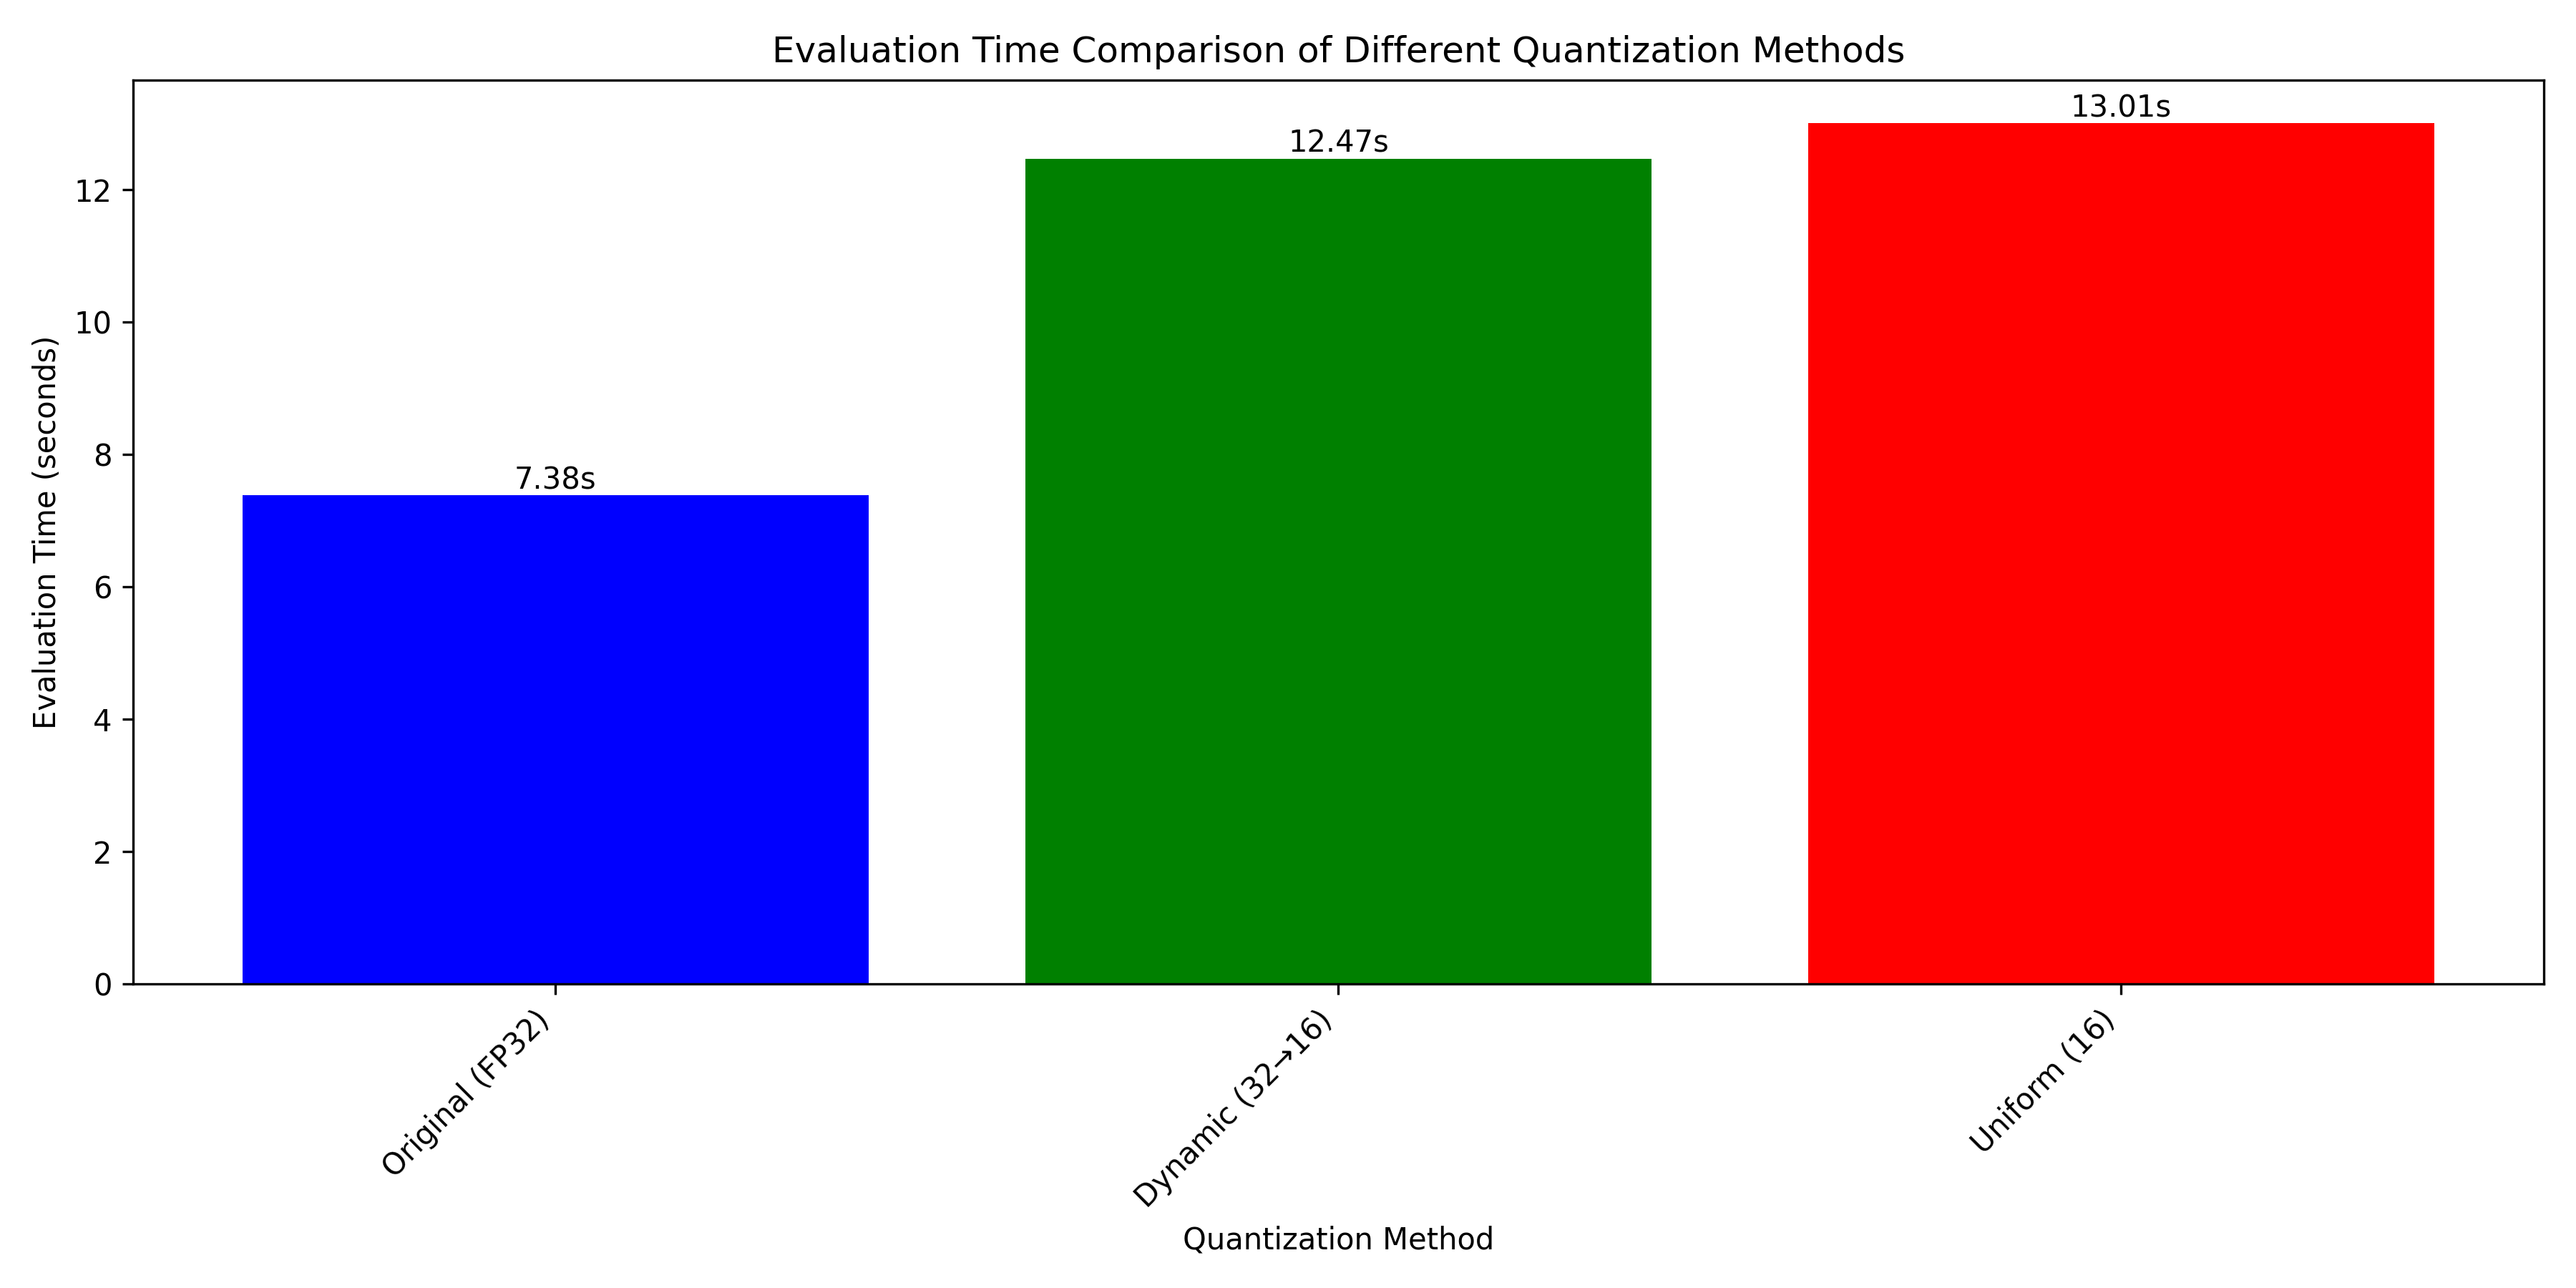 Evaluation Time Comparison of Different Quantization Methods
13.01s
12.47s
7.38s
12
10
8
6
4
2
0
Evaluation Time (seconds)
Original (FP32)
Dynamic (32→16)
Uniform (16)
Quantization Method